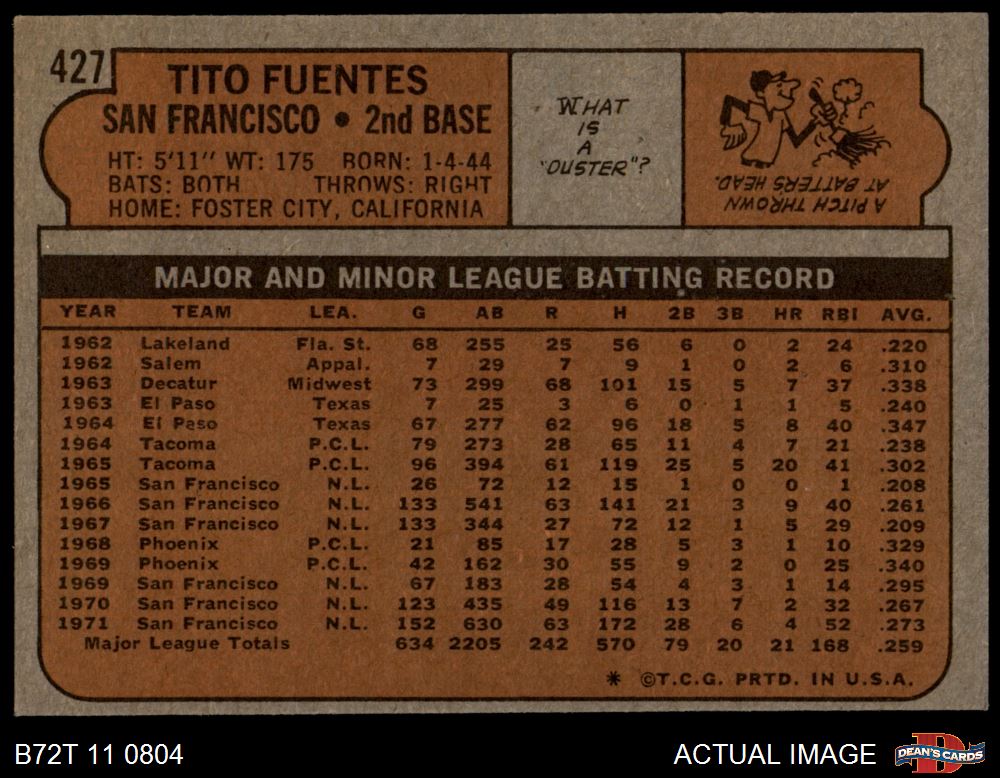 427
TITO FUENTES
SAN FRANCISCO • 2nd BASE
HT: 5'11" WT: 175 BORN: 1-4-44
BATS: BOTH THROWS: RIGHT
HOME: FOSTER CITY, CALIFORNIA
WHAT
IS
A
"DUSTER"?
A PITCH THROWN
AT BATTERS HEAD.
MAJOR AND MINOR LEAGUE BATTING RECORD
YEAR TEAM LEA. G AB R H 2B 3B HR RBI AVG.
1962 Lakeland Fla. St. 68 255 25 56 6 0 2 24 .220
1962 Salem Appal. 7 29 7 9 1 0 2 6 .310
1963 Decatur Midwest 73 299 68 101 15 5 7 37 .338
1963 El Paso Texas 7 25 3 6 0 1 1 5 .240
1964 El Paso Texas 67 277 62 96 18 5 8 40 .347
1964 Tacoma P.C.L. 79 273 28 65 11 4 7 21 .238
1965 Tacoma P.C.L. 96 394 61 119 25 5 20 41 .302
1965 San Francisco N.L. 26 72 12 15 1 0 0 1 .208
1966 San Francisco N.L. 133 541 63 141 21 3 9 40 .261
1967 San Francisco N.L. 133 344 27 72 12 1 5 29 .209
1968 Phoenix P.C.L. 21 85 17 28 5 3 1 10 .329
1969 Phoenix P.C.L. 42 162 30 55 9 2 0 25 .340
1969 San Francisco N.L. 67 183 28 54 4 3 1 14 .295
1970 San Francisco N.L. 123 435 49 116 13 7 2 32 .267
1971 San Francisco N.L. 152 630 63 172 28 6 4 52 .273
Major League Totals 634 2205 242 570 79 20 21 168 .259
* ©T.C.G. PRTD. IN U.S.A.
B72T 11 0804
ACTUAL IMAGE
DEAN'S CARDS